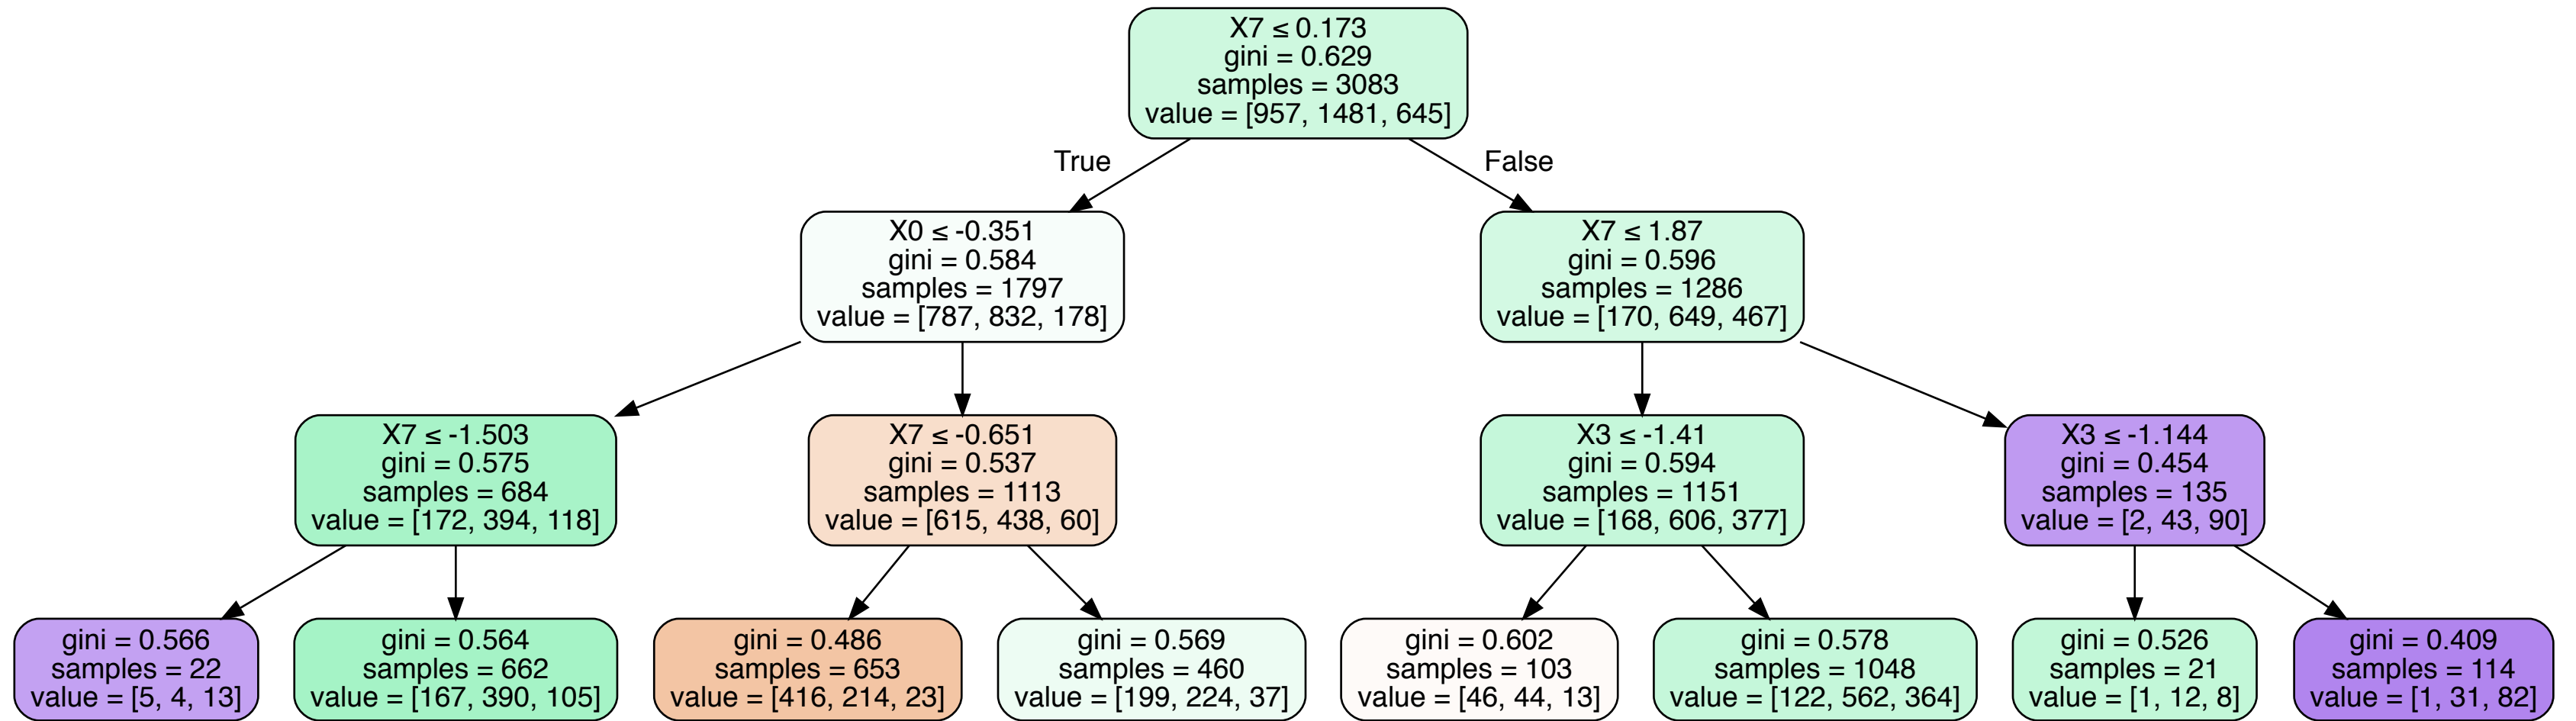 X7 ≤ 0.173
gini = 0.629
samples = 3083
value = [957, 1481, 645]
True
False
X0 ≤ -0.351
gini = 0.584
samples = 1797
value = [787, 832, 178]
X7 ≤ 1.87
gini = 0.596
samples = 1286
value = [170, 649, 467]
X7 ≤ -1.503
gini = 0.575
samples = 684
value = [172, 394, 118]
X7 ≤ -0.651
gini = 0.537
samples = 1113
value = [615, 438, 60]
X3 ≤ -1.41
gini = 0.594
samples = 1151
value = [168, 606, 377]
X3 ≤ -1.144
gini = 0.454
samples = 135
value = [2, 43, 90]
gini = 0.566
samples = 22
value = [5, 4, 13]
gini = 0.564
samples = 662
value = [167, 390, 105]
gini = 0.486
samples = 653
value = [416, 214, 23]
gini = 0.569
samples = 460
value = [199, 224, 37]
gini = 0.602
samples = 103
value = [46, 44, 13]
gini = 0.578
samples = 1048
value = [122, 562, 364]
gini = 0.526
samples = 21
value = [1, 12, 8]
gini = 0.409
samples = 114
value = [1, 31, 82]